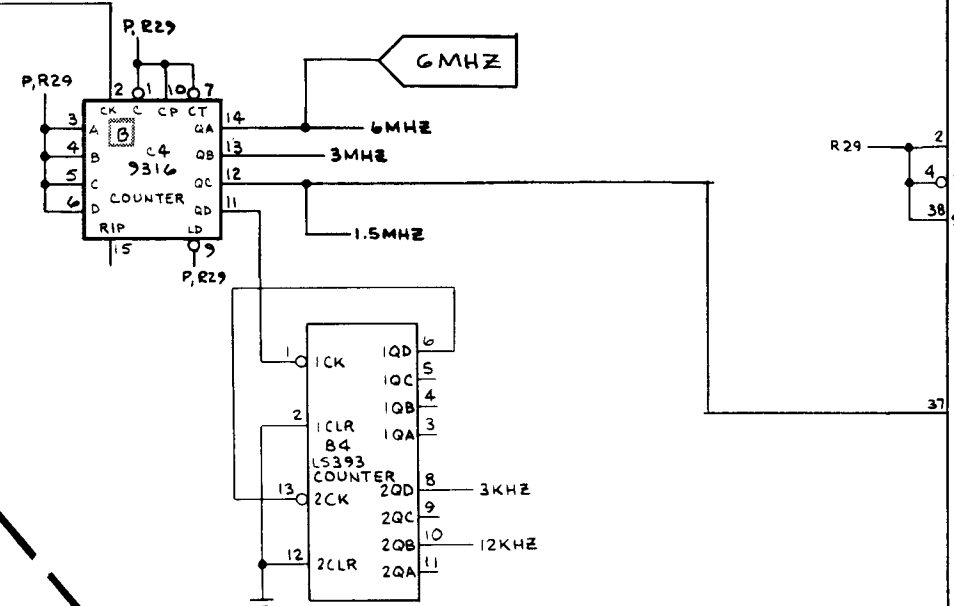 P,R29
6MHZ
P,R29
2 1 10 7
CK C CP CT
3 A QA 14
6MHZ
B
4 B C4 QB 13
3MHZ
9316
5 C QC 12
COUNTER
6 D QD 11
RIP LD
15 9
P,R29
1.5MHZ
R29
2
4
38
1 1CK 1QD 6
1QC 5
1QB 4
2 1CLR 1QA 3
B4
LS393
COUNTER
13 2CK 2QD 8
3KHZ
2QC 9
2QB 10
12KHZ
12 2CLR 2QA 11
37